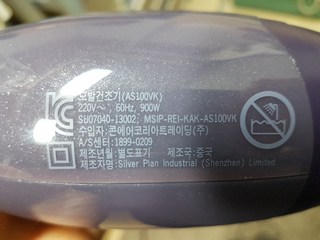 모발건조기(AS100VK)
220V~, 60Hz, 900W
SU07040-13002, MSIP-REI-KAK-AS100VK
수입자: 콘에어코리아트레이딩(주)
A/S센터: 1899-0209
제조년월: 별도표기 제조국: 중국
제조자명: Silver Plan Industrial (Shenzhen) Limited